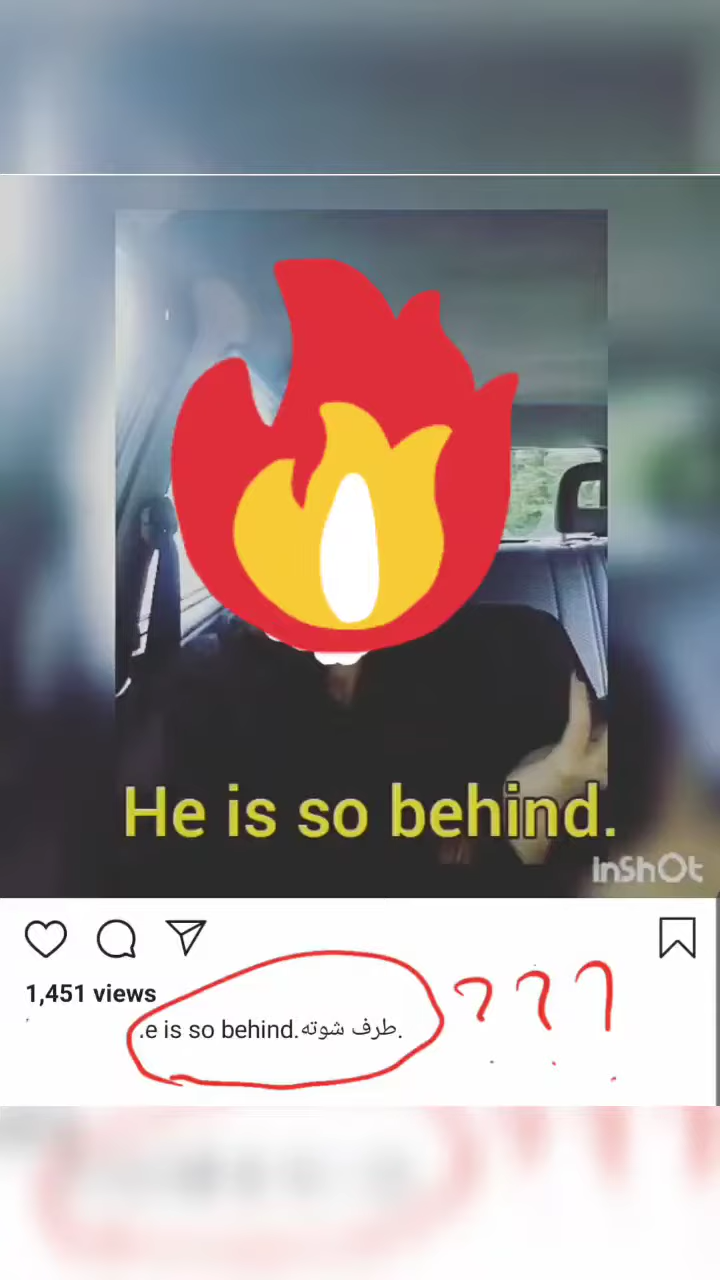 He is so behind.
InShOt
1,451 views
.e is so behind.طرف شوته.
???